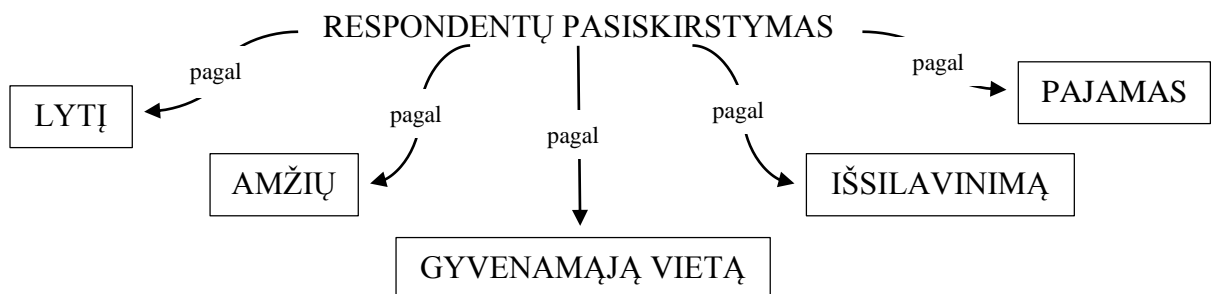 RESPONDENTŲ PASISKIRSTYMAS
pagal
pagal
pagal
pagal
pagal
LYTĮ
AMŽIŲ
GYVENAMĄJĄ VIETĄ
IŠSILAVINIMĄ
PAJAMAS